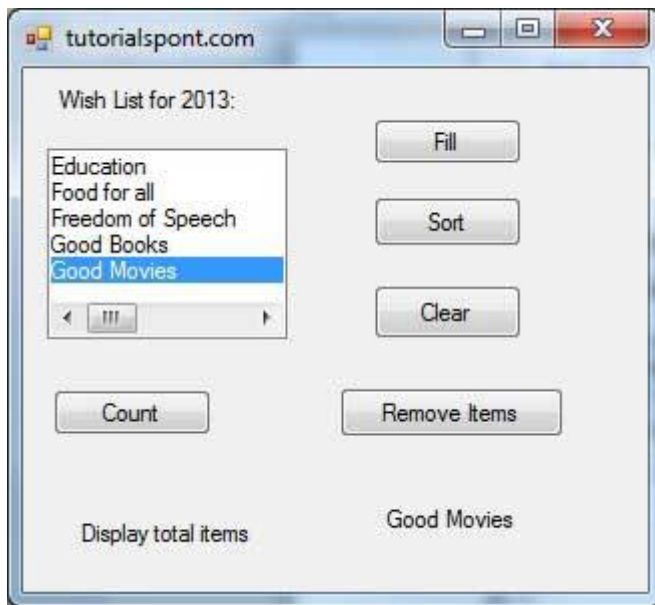 tutorialspont.com
Wish List for 2013:
Education
Food for all
Freedom of Speech
Good Books
Good Movies
Fill
Sort
Clear
Count
Remove Items
Display total items
Good Movies